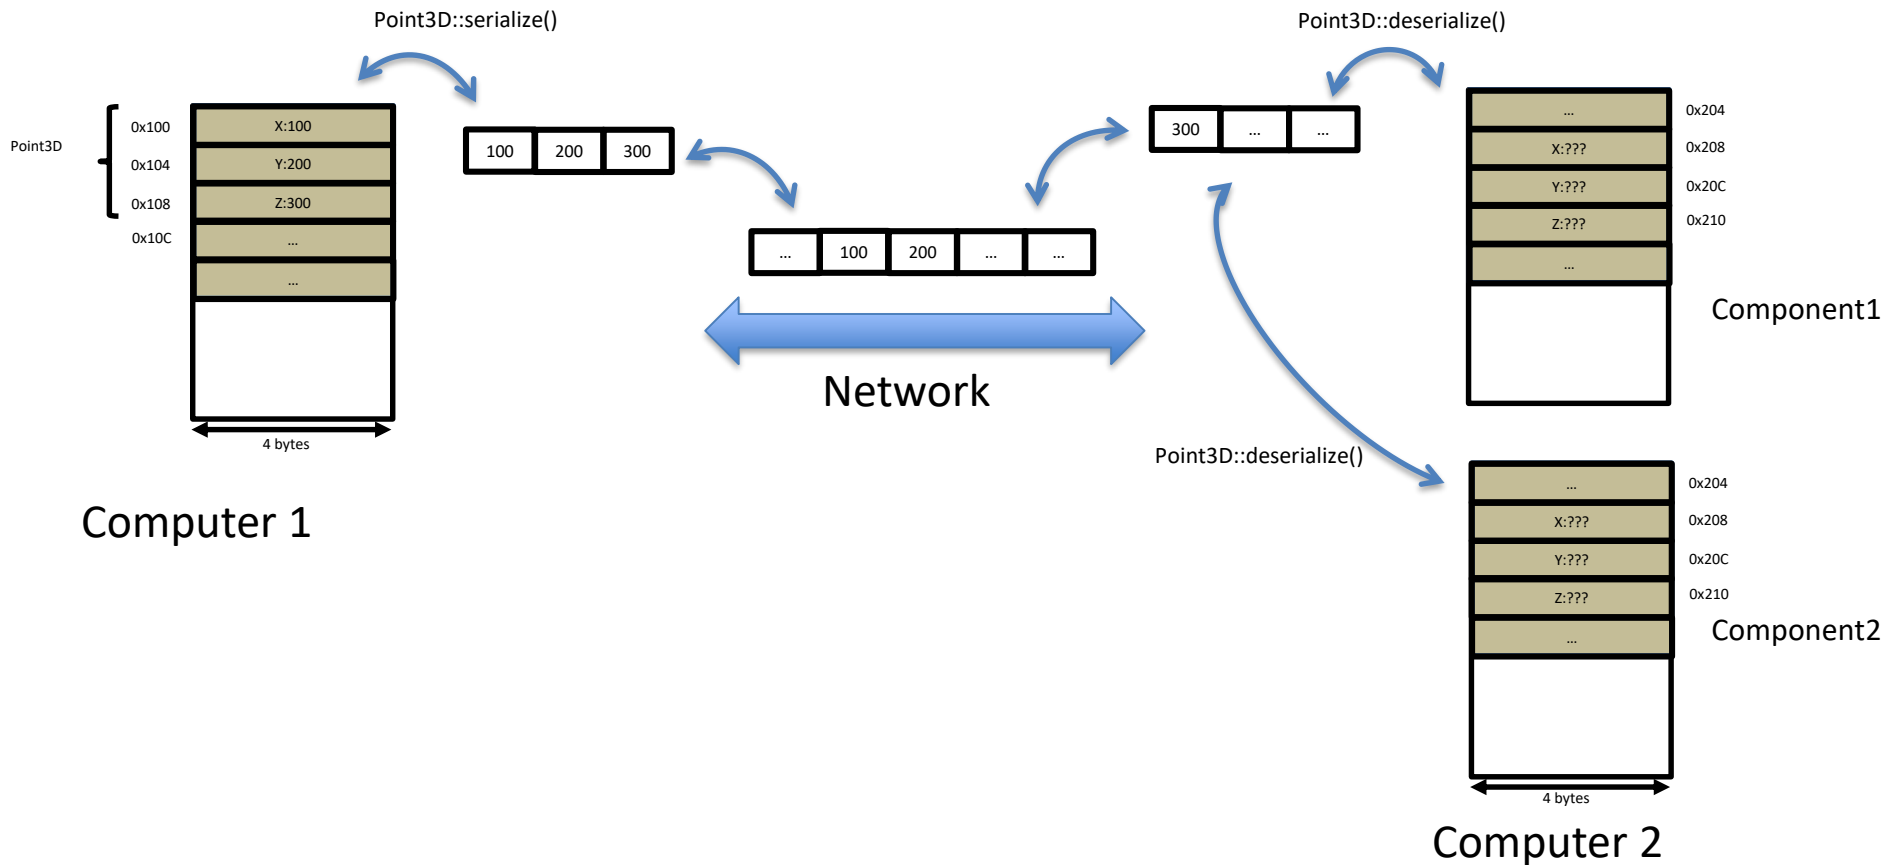 Point3D::serialize()
Point3D::deserialize()
Point3D
0x100
X:100
0x104
Y:200
0x108
Z:300
0x10C
...
...
4 bytes
Computer 1
100 200 300
... 100 200 ... ...
Network
300 ... ...
... 0x204
X:??? 0x208
Y:??? 0x20C
Z:??? 0x210
...
Component1
Point3D::deserialize()
... 0x204
X:??? 0x208
Y:??? 0x20C
Z:??? 0x210
...
Component2
4 bytes
Computer 2